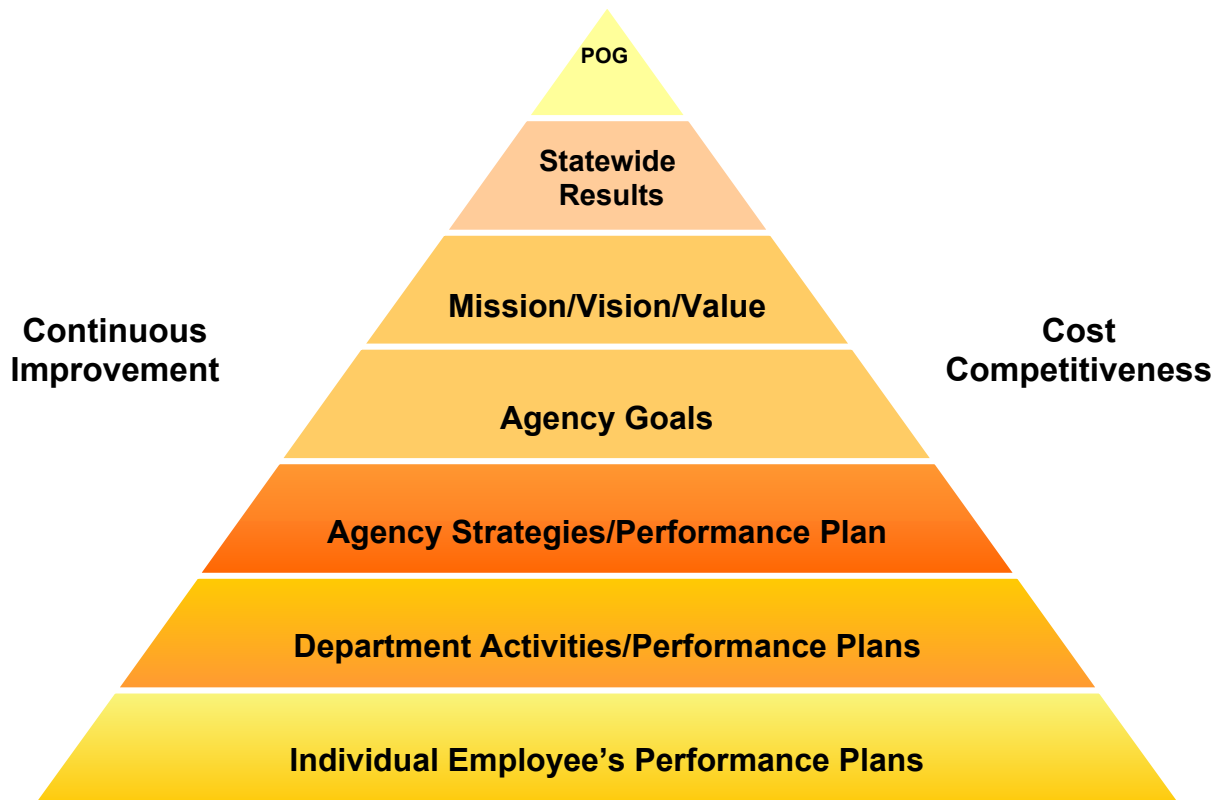 POG
Statewide
Results
Mission/Vision/Value
Continuous
Improvement
Cost
Competitiveness
Agency Goals
Agency Strategies/Performance Plan
Department Activities/Performance Plans
Individual Employee’s Performance Plans